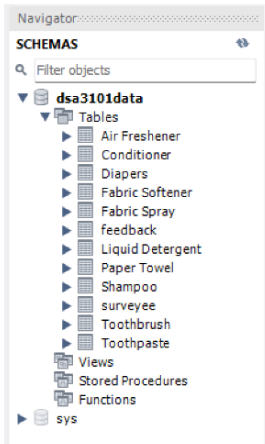 Navigator
SCHEMAS
Filter objects
dsa3101data
Tables
Air Freshener
Conditioner
Diapers
Fabric Softener
Fabric Spray
feedback
Liquid Detergent
Paper Towel
Shampoo
surveyee
Toothbrush
Toothpaste
Views
Stored Procedures
Functions
sys